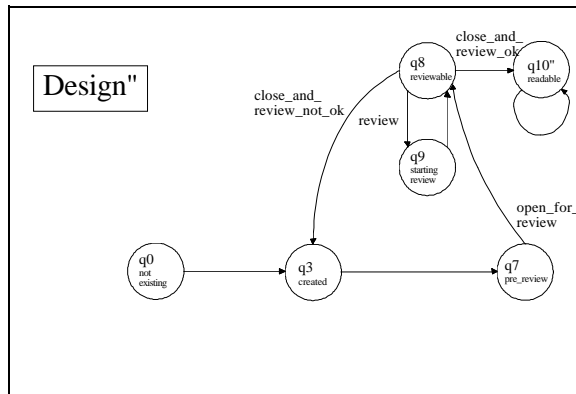 Design"
q8
reviewable
close_and_
review_ok
q10"
readable
close_and_
review_not_ok
review
q9
starting
review
open_for_
review
q0
not
existing
q3
created
q7
pre_review